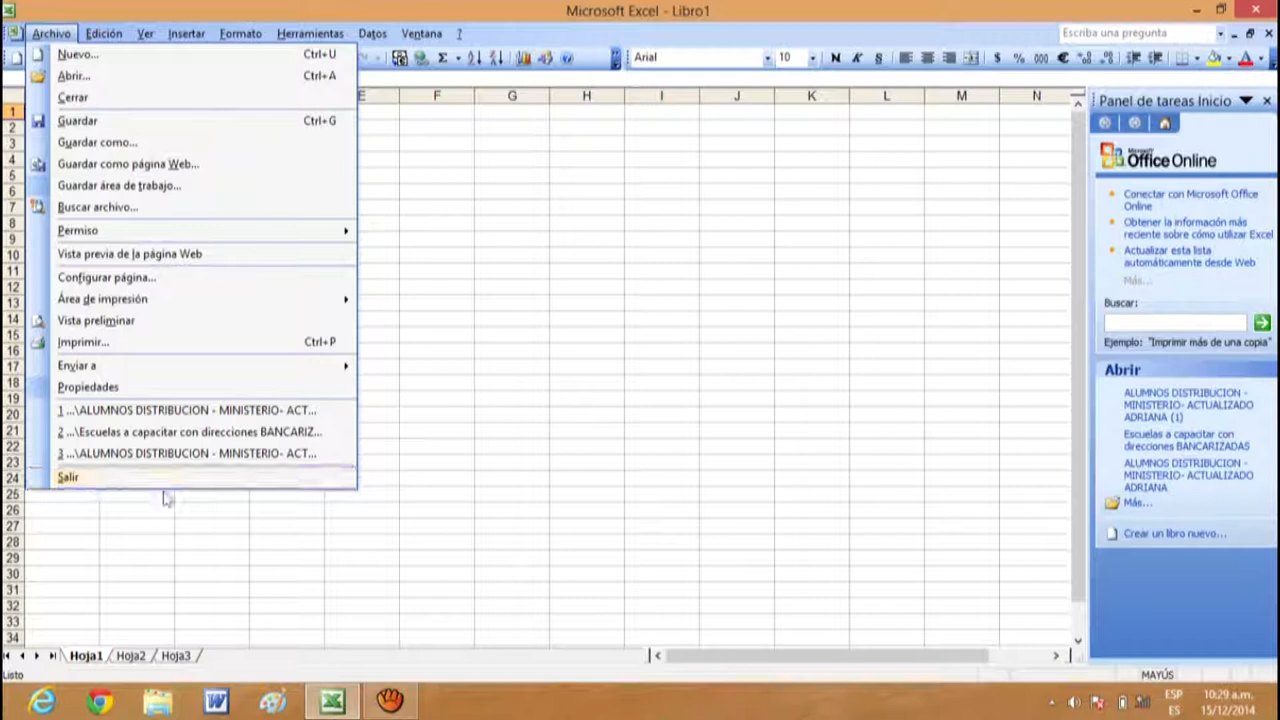 Microsoft Excel - Libro1
Archivo Edición Ver Insertar Formato Herramientas Datos Ventana ? Escriba una pregunta
Arial 10 N K S $ % 000 €
Nuevo... Ctrl+U
Abrir... Ctrl+A
Cerrar
Guardar Ctrl+G
Guardar como...
Guardar como página Web...
Guardar área de trabajo...
Buscar archivo...
Permiso
Vista previa de la página Web
Configurar página...
Área de impresión
Vista preliminar
Imprimir... Ctrl+P
Enviar a
Propiedades
1 ...\ALUMNOS DISTRIBUCION - MINISTERIO- ACT...
2 ...\Escuelas a capacitar con direcciones BANCARIZ...
3 ...\ALUMNOS DISTRIBUCION - MINISTERIO- ACT...
Salir
E F G H I J K L M N
1
2
3
4
5
6
7
8
9
10
11
12
13
14
15
16
17
18
19
20
21
22
23
24
25
26
27
28
29
30
31
32
33
34
Panel de tareas Inicio
Microsoft
Office Online
Conectar con Microsoft Office
Online
Obtener la información más
reciente sobre cómo utilizar Excel
Actualizar esta lista
automáticamente desde Web
Más...
Buscar:
Ejemplo: "Imprimir más de una copia"
Abrir
ALUMNOS DISTRIBUCION -
MINISTERIO- ACTUALIZADO
ADRIANA (1)
Escuelas a capacitar con
direcciones BANCARIZADAS
ALUMNOS DISTRIBUCION -
MINISTERIO- ACTUALIZADO
ADRIANA
Más...
Crear un libro nuevo...
Hoja1 Hoja2 Hoja3
Listo MAYÚS
ESP 10:29 a.m.
ES 15/12/2014